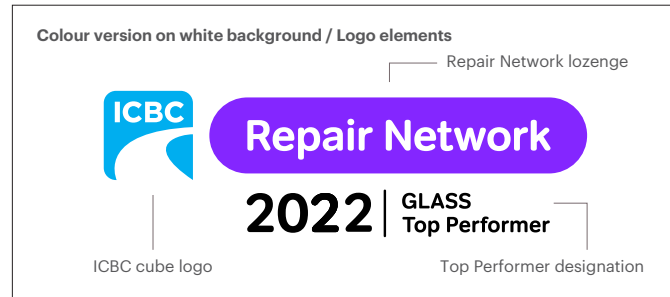 Colour version on white background / Logo elements
Repair Network lozenge
ICBC
Repair Network
2022 | GLASS
Top Performer
ICBC cube logo
Top Performer designation